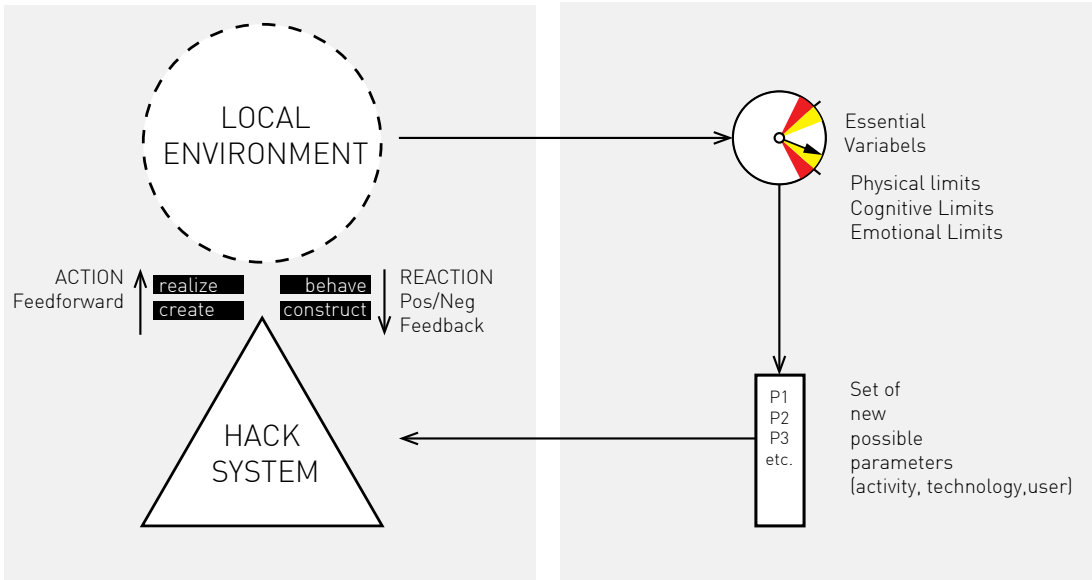 LOCAL
ENVIRONMENT
ACTION
Feedforward
realize
create
behave
construct
REACTION
Pos/Neg
Feedback
HACK
SYSTEM
Essential
Variabels
Physical limits
Cognitive Limits
Emotional Limits
P1
P2
P3
etc.
Set of
new
possible
parameters
(activity, technology,user)